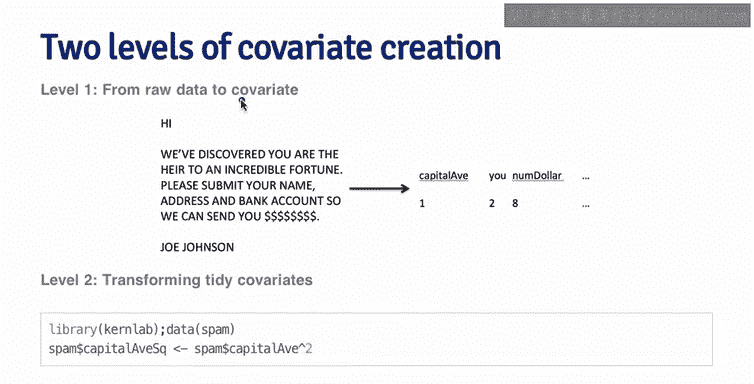 Two levels of covariate creation
Level 1: From raw data to covariate
HI
WE'VE DISCOVERED YOU ARE THE
HEIR TO AN INCREDIBLE FORTUNE.
PLEASE SUBMIT YOUR NAME,
ADDRESS AND BANK ACCOUNT SO
WE CAN SEND YOU $$$$$$$$.
JOE JOHNSON
capitalAve you numDollar ...
1 2 8 ...
Level 2: Transforming tidy covariates
library(kernlab);data(spam)
spam$capitalAveSq <- spam$capitalAve^2